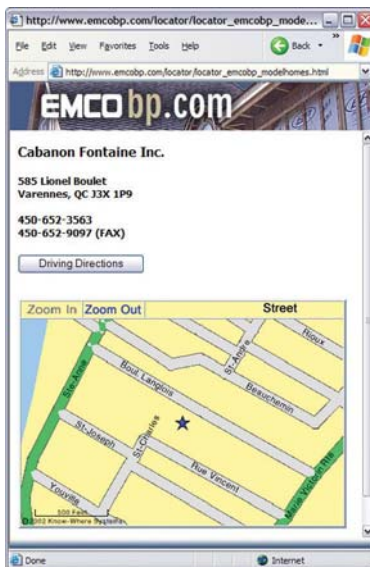 http://www.emcobp.com/locator/locator_emcobp_mode...
File Edit View Favorites Tools Help Back
Address http://www.emcobp.com/locator/locator_emcobp_modelhomes.html
EMCO bp.com
Cabanon Fontaine Inc.
585 Lionel Boulet
Varennes, QC J3X 1P9
450-652-3563
450-652-9097 (FAX)
Driving Directions
Zoom In Zoom Out Street
Rioux
St-André
Ste-Anne
Boul Langlois
Beauchemin
St-Charles
St-Joseph
Rue Vincent
Youville
Marie Victorin Rte
500 Feet
©2002 Know-Where Systems
Done Internet